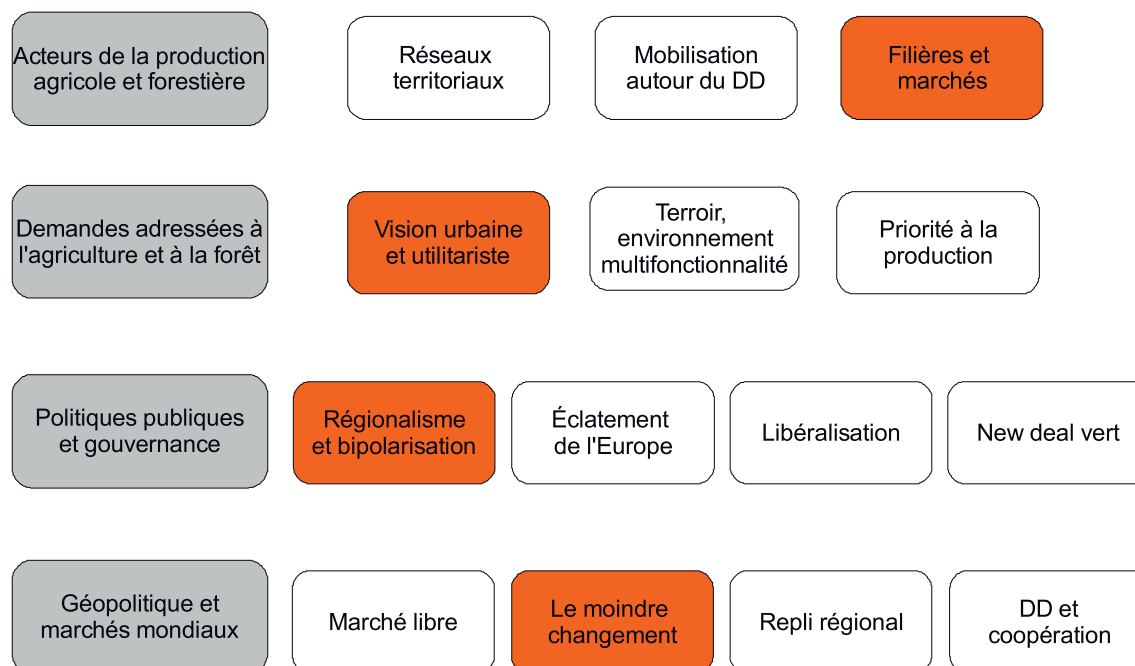 Acteurs de la production
agricole et forestière
Réseaux
territoriaux
Mobilisation
autour du DD
Filières et
marchés
Demandes adressées à
l'agriculture et à la forêt
Vision urbaine
et utilitariste
Terroir,
environnement
multifonctionnalité
Priorité à la
production
Politiques publiques
et gouvernance
Régionalisme
et bipolarisation
Éclatement
de l'Europe
Libéralisation
New deal vert
Géopolitique et
marchés mondiaux
Marché libre
Le moindre
changement
Repli régional
DD et
coopération